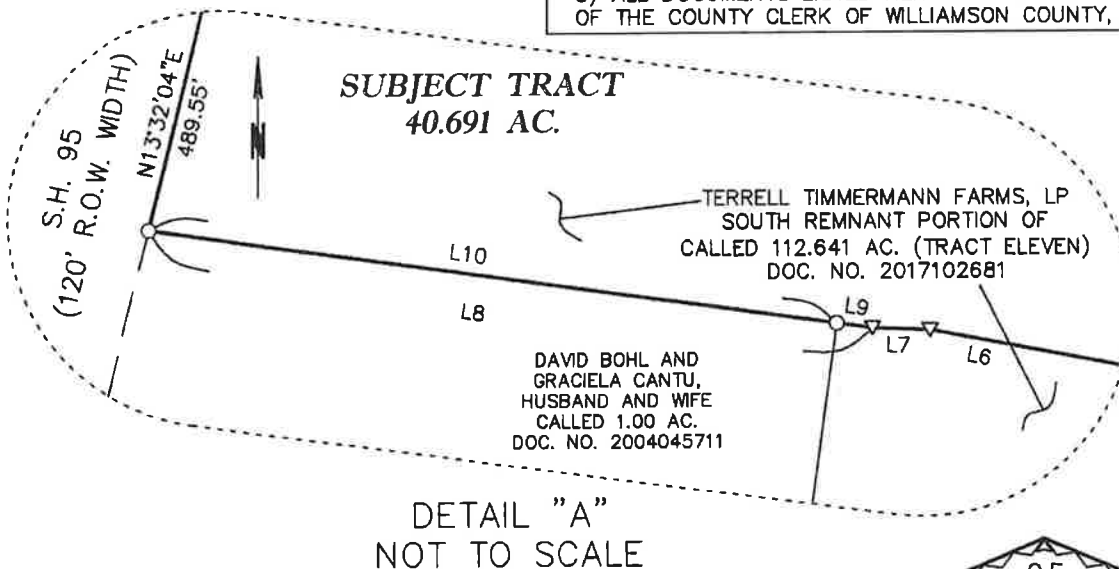 OF THE COUNTY CLERK OF WILLIAMSON COUNTY,
SUBJECT TRACT
40.691 AC.
N13°32'04"E
489.55'
S.H. 95
(120' R.O.W. WIDTH)
N
TERRELL TIMMERMANN FARMS, LP
SOUTH REMNANT PORTION OF
CALLED 112.641 AC. (TRACT ELEVEN)
DOC. NO. 2017102681
L10
L8
L9
L7
L6
DAVID BOHL AND
GRACIELA CANTU,
HUSBAND AND WIFE
CALLED 1.00 AC.
DOC. NO. 2004045711
DETAIL "A"
NOT TO SCALE